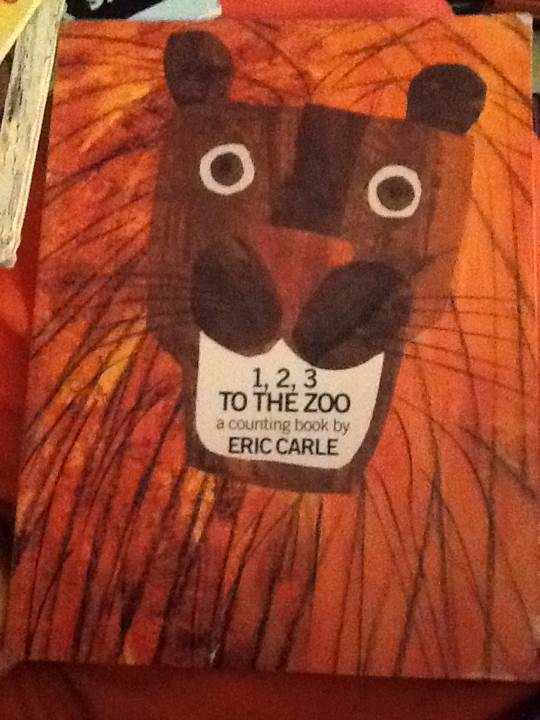 1, 2, 3
TO THE ZOO
a counting book by
ERIC CARLE